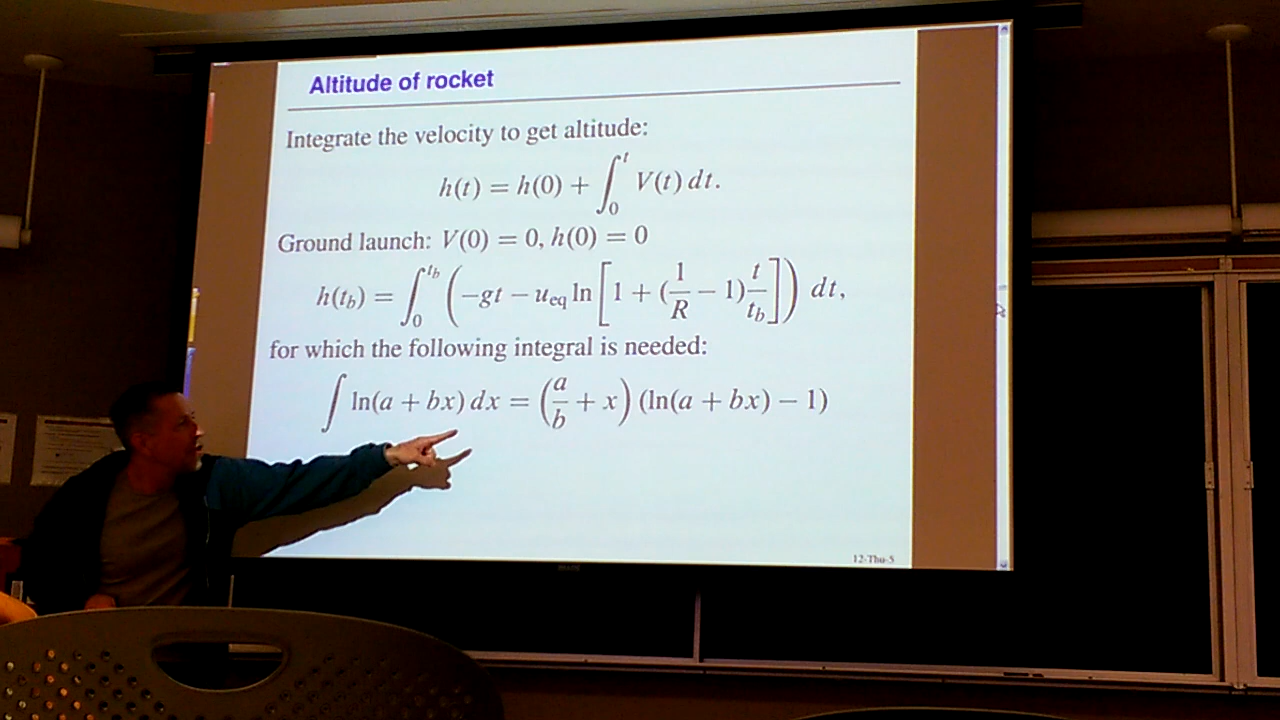 Altitude of rocket
Integrate the velocity to get altitude:
h(t) = h(0) + ∫₀ᵗ V(t) dt.
Ground launch: V(0) = 0, h(0) = 0
h(t_b) = ∫₀^{t_b} (−gt − u_eq ln[1 + (1/R − 1) t/t_b]) dt,
for which the following integral is needed:
∫ ln(a + bx) dx = (a/b + x) (ln(a + bx) − 1)
12-Thu-5